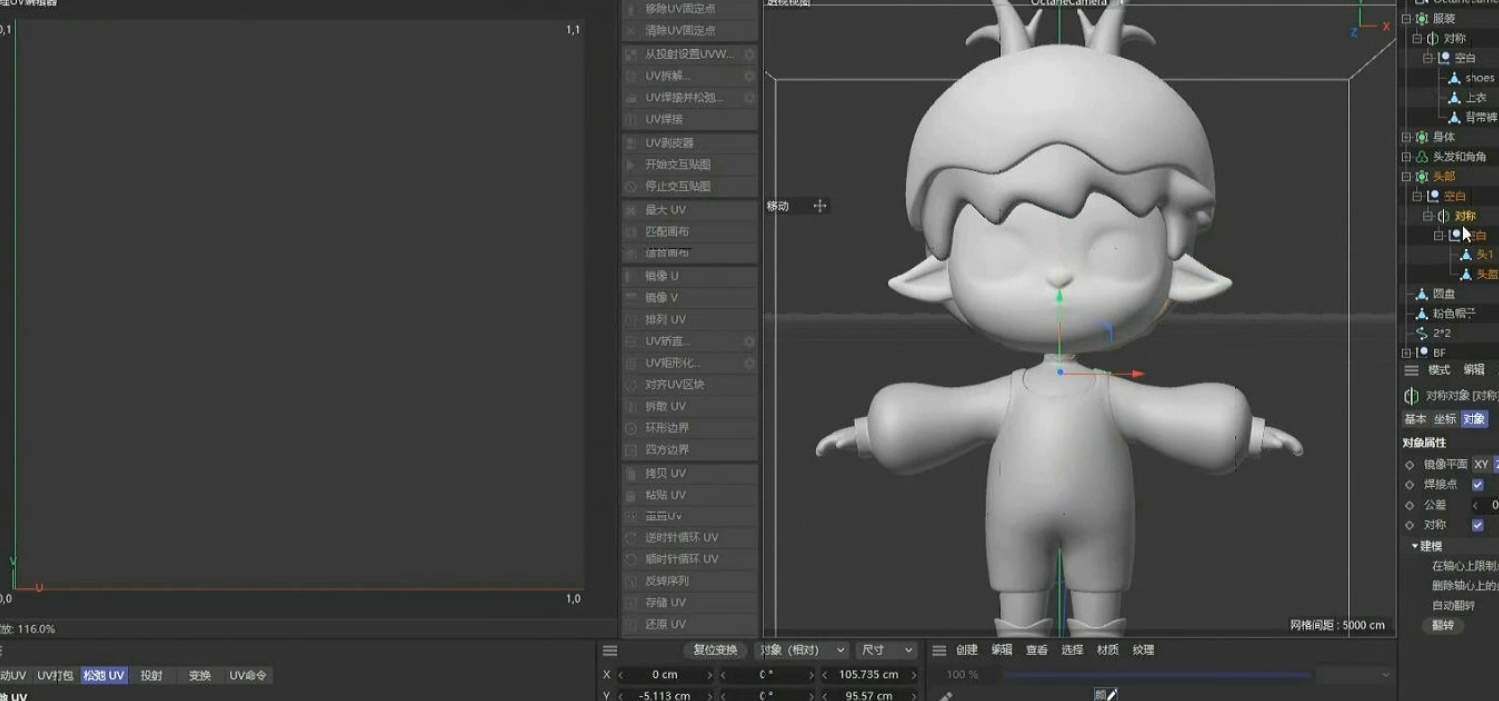 0,1
1,1
V
U
0,0
1,0
放: 116.0%
移除UV固定点
清除UV固定点
从投射设置UVW...
UV拆解...
UV焊接并松弛...
UV焊接
UV剥皮器
开始交互贴图
停止交互贴图
最大 UV
匹配画布
适合画布
镜像 U
镜像 V
排列 UV
UV矫直...
UV矩形化...
对齐UV区块
拆散 UV
环形边界
四方边界
拷贝 UV
粘贴 UV
重置UV
逆时针循环 UV
顺时针循环 UV
反转序列
存储 UV
还原 UV
透视视图
OctaneCamera
Z
X
移动
网格间距 : 5000 cm
服装
对称
空白
shoes
上衣
背带裤
身体
头发和角角
头部
空白
对称
空白
头1
头盔
圆盘
粉色帽子
2*2
BF
模式 编辑
对称对象 [对称
基本 坐标 对象
对象属性
镜像平面 XY
焊接点
公差
对称
建模
在轴心上限制
删除轴心上的
自动翻转
翻转
动UV UV打包 松弛 UV 投射 变换 UV命令
弛 UV
复位变换 对象 (相对) 尺寸
X 0 cm 0 ° 105.735 cm
Y -5.113 cm 0 ° 95.57 cm
创建 编辑 查看 选择 材质 纹理
100 %